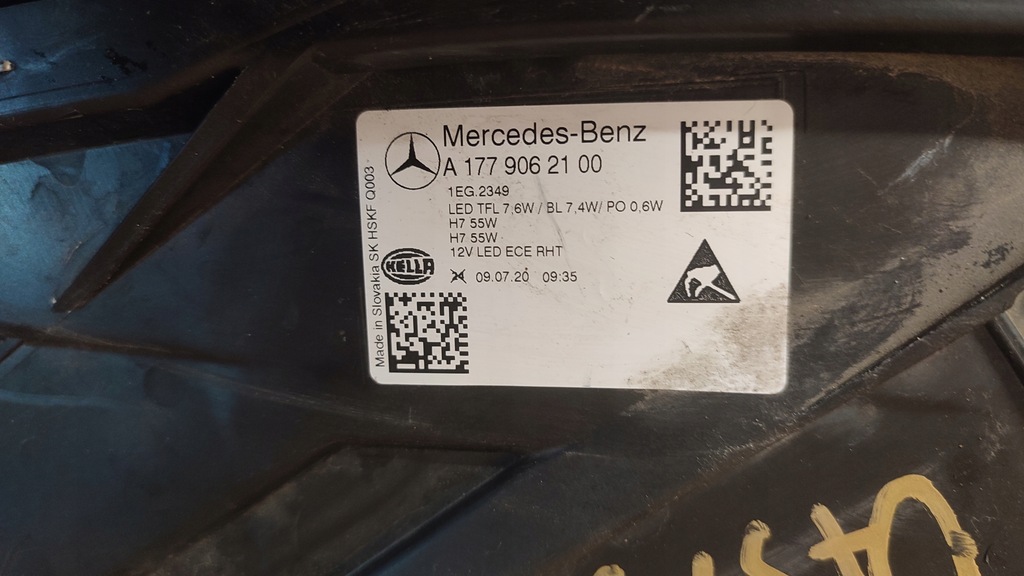 Mercedes-Benz
A 177 906 21 00
1EG.2349
LED TFL 7,6W / BL 7,4W/ PO 0,6W
H7 55W
H7 55W
12V LED ECE RHT
HELLA
09.07.20 09:35
Made in Slovakia SK HSKF Q003